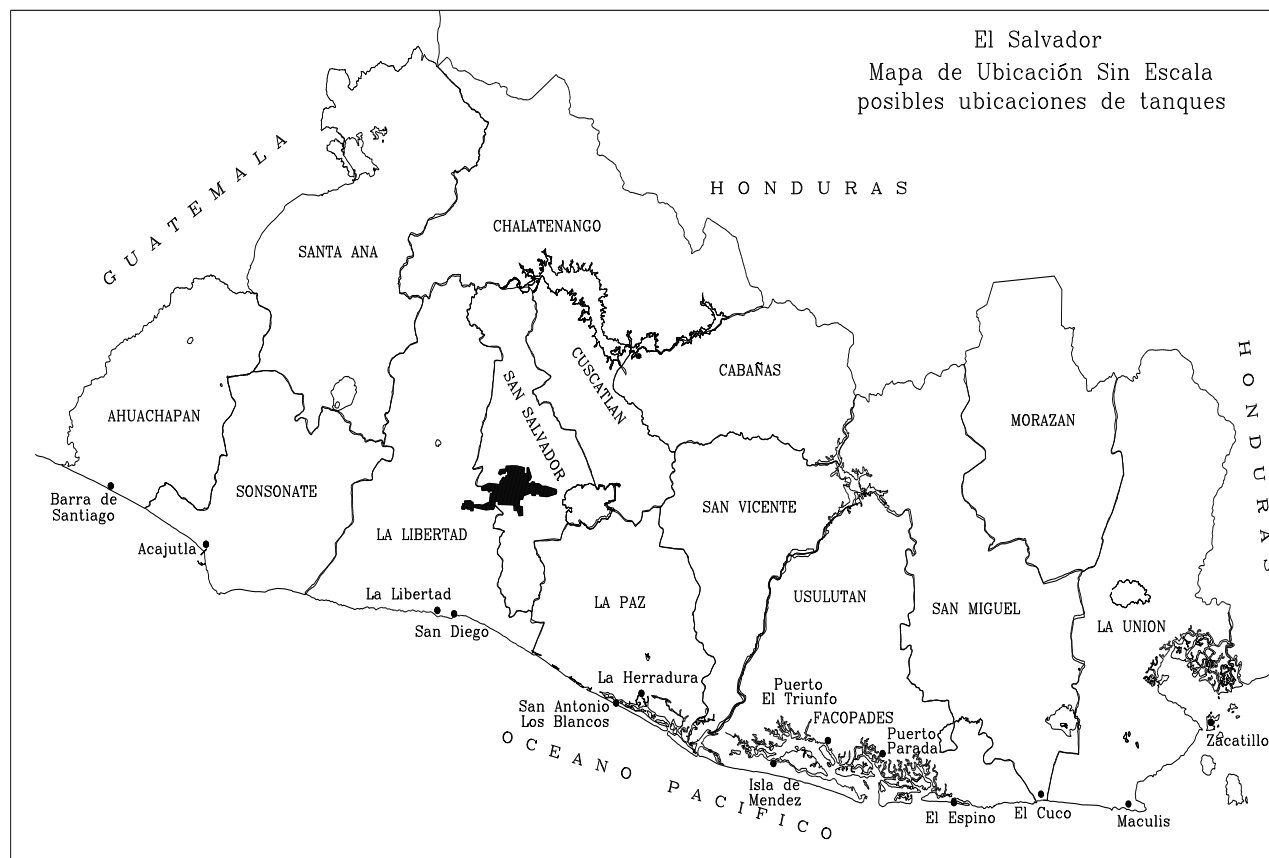 El Salvador
Mapa de Ubicación Sin Escala
posibles ubicaciones de tanques
GUATEMALA
HONDURAS
CHALATENANGO
SANTA ANA
HONDURAS
CABAÑAS
CUSCATLAN
SAN SALVADOR
AHUACHAPAN
MORAZAN
SONSONATE
Barra de
Santiago
SAN VICENTE
LA LIBERTAD
Acajutla
La Libertad
San Diego
LA PAZ
USULUTAN
SAN MIGUEL
LA UNION
La Herradura
San Antonio
Los Blancos
Puerto
El Triunfo
FACOPADES
Puerto
Parada
Zacatillo
OCEANO PACIFICO
Isla de
Mendez
El Espino
El Cuco
Maculis